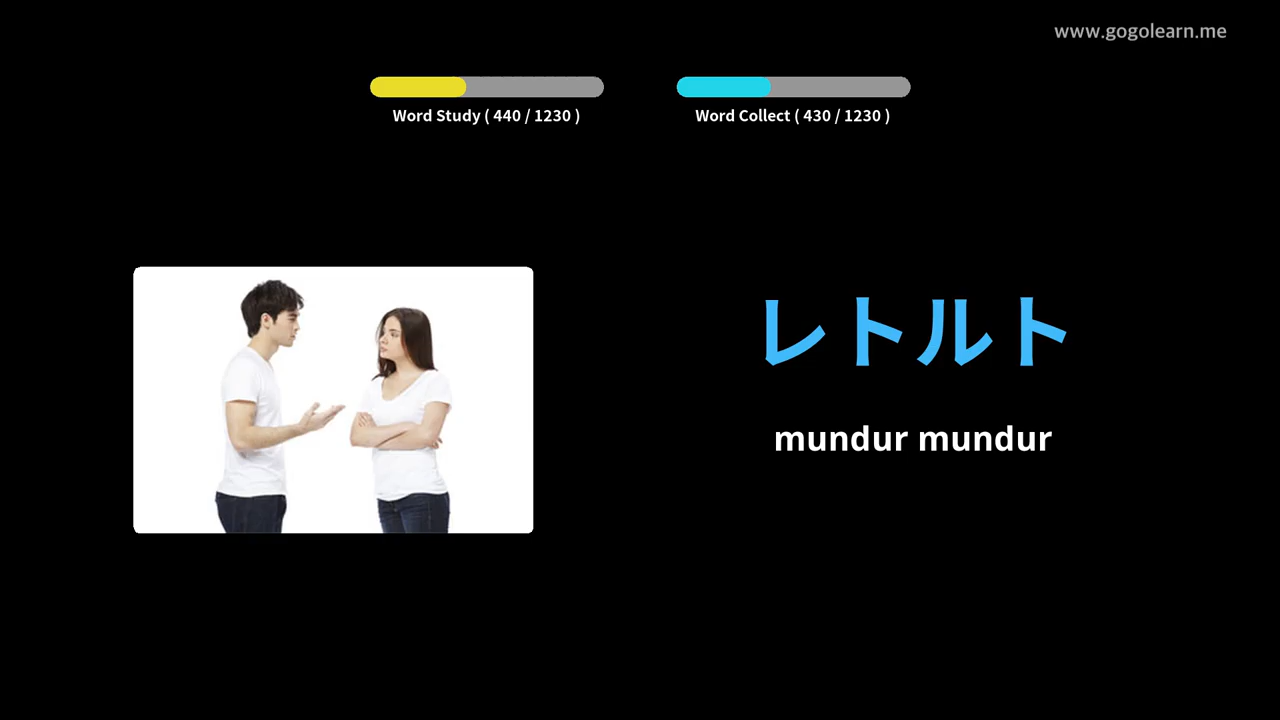 www.gogolearn.me
Word Study ( 440 / 1230 )
Word Collect ( 430 / 1230 )
レトルト
mundur mundur